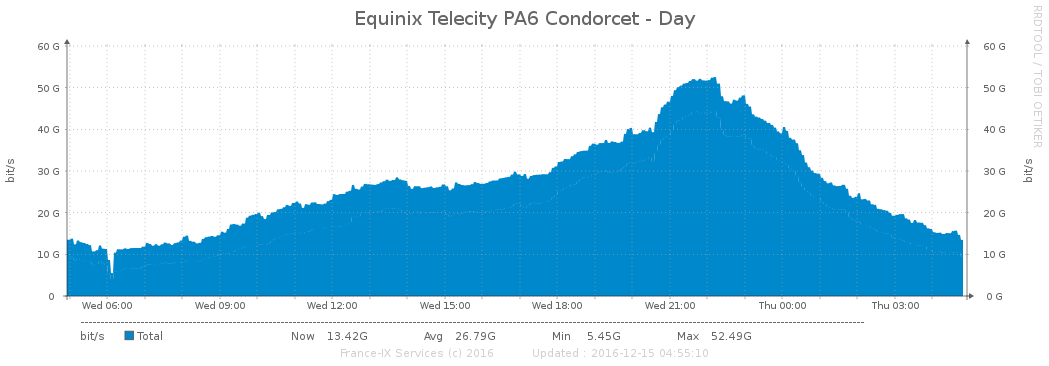 Equinix Telecity PA6 Condorcet - Day
RRDTOOL / TOBI OETIKER
bit/s
bit/s
60 G 60 G
50 G 50 G
40 G 40 G
30 G 30 G
20 G 20 G
10 G 10 G
0 0 G
Wed 06:00 Wed 09:00 Wed 12:00 Wed 15:00 Wed 18:00 Wed 21:00 Thu 00:00 Thu 03:00
bit/s Total Now 13.42G Avg 26.79G Min 5.45G Max 52.49G
France-IX Services (c) 2016 Updated : 2016-12-15 04:55:10